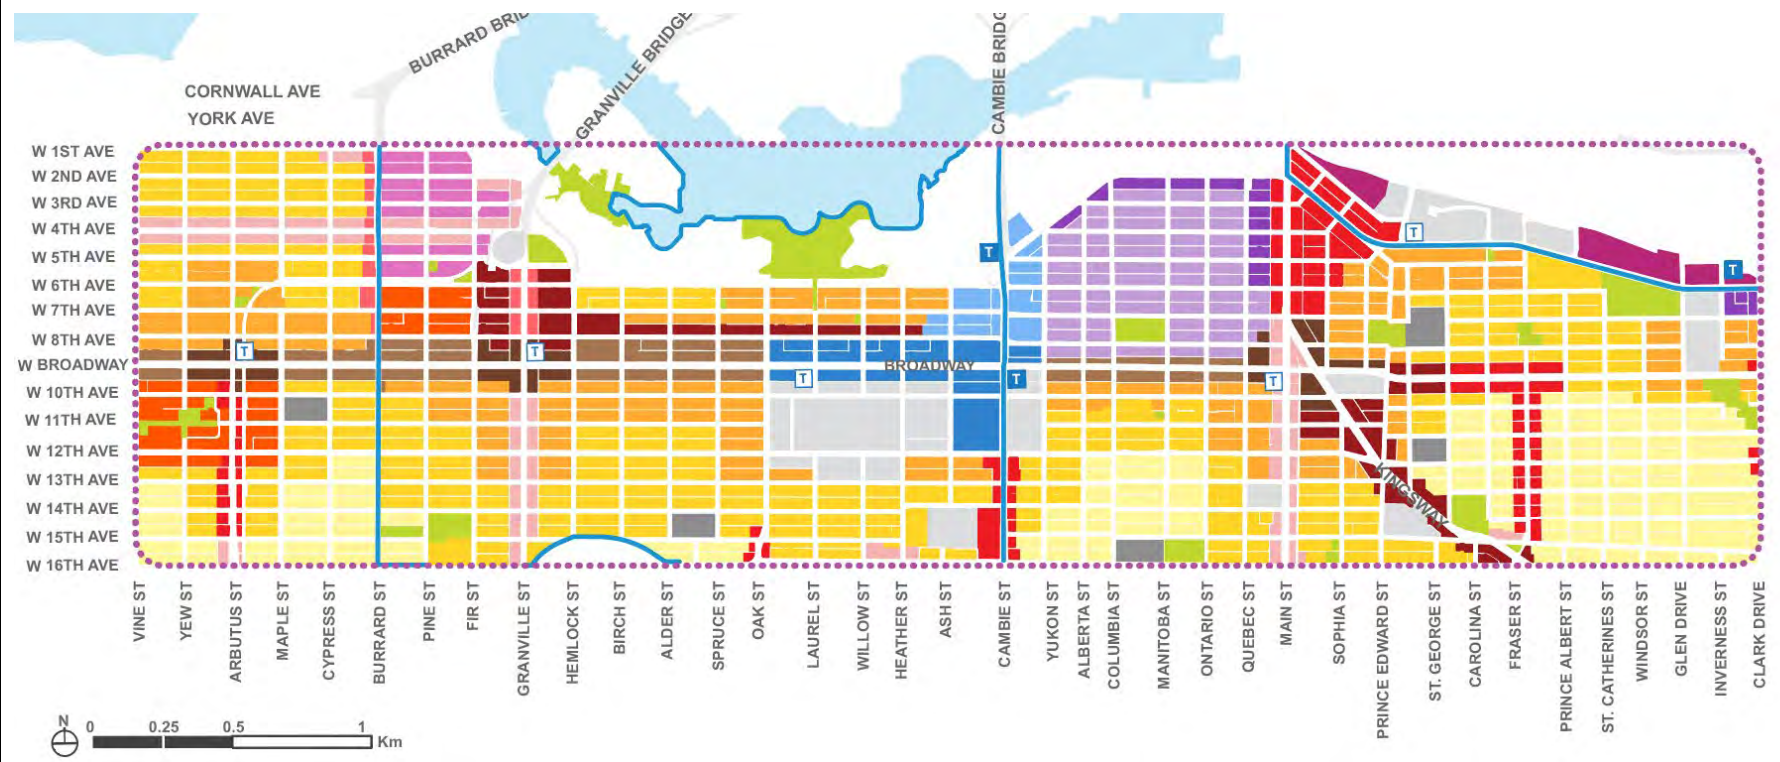 BURRARD BRID
GRANVILLE BRIDGE
CAMBIE BRIDG
CORNWALL AVE
YORK AVE
W 1ST AVE
W 2ND AVE
W 3RD AVE
W 4TH AVE
W 5TH AVE
W 6TH AVE
W 7TH AVE
W 8TH AVE
W BROADWAY
W 10TH AVE
W 11TH AVE
W 12TH AVE
W 13TH AVE
W 14TH AVE
W 15TH AVE
W 16TH AVE
T
T
T
T
T
T
T
T
BROADWAY
KINGSWAY
VINE ST
YEW ST
ARBUTUS ST
MAPLE ST
CYPRESS ST
BURRARD ST
PINE ST
FIR ST
GRANVILLE ST
HEMLOCK ST
BIRCH ST
ALDER ST
SPRUCE ST
OAK ST
LAUREL ST
WILLOW ST
HEATHER ST
ASH ST
CAMBIE ST
YUKON ST
ALBERTA ST
COLUMBIA ST
MANITOBA ST
ONTARIO ST
QUEBEC ST
MAIN ST
SOPHIA ST
PRINCE EDWARD ST
ST. GEORGE ST
CAROLINA ST
FRASER ST
PRINCE ALBERT ST
ST. CATHERINES ST
WINDSOR ST
GLEN DRIVE
INVERNESS ST
CLARK DRIVE
N
0 0.25 0.5 1
Km